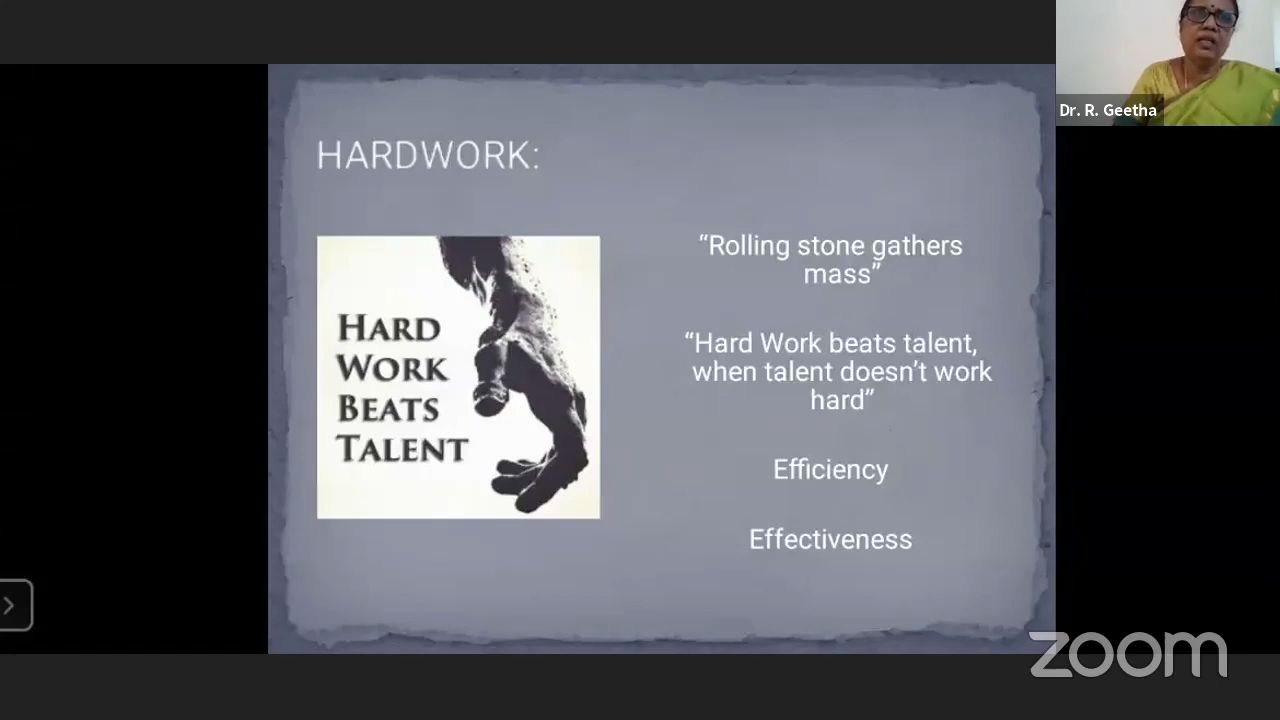 Dr. R. Geetha
HARDWORK:
HARD
WORK
BEATS
TALENT
“Rolling stone gathers
mass”
“Hard Work beats talent,
when talent doesn’t work
hard”
Efficiency
Effectiveness
zoom